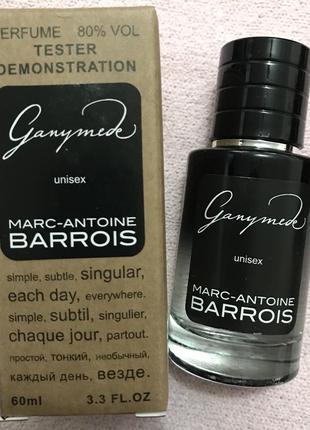 PERFUME 80% VOL
TESTER
DEMONSTRATION
Ganymede
unisex
MARC-ANTOINE
BARROIS
simple, subtle, singular,
each day, everywhere.
simple, subtil, singulier,
chaque jour, partout.
простой, тонкий, необычный,
каждый день, везде.
60ml 3.3 FL.OZ
Ganymede
unisex
MARC-ANTOINE
BARROIS